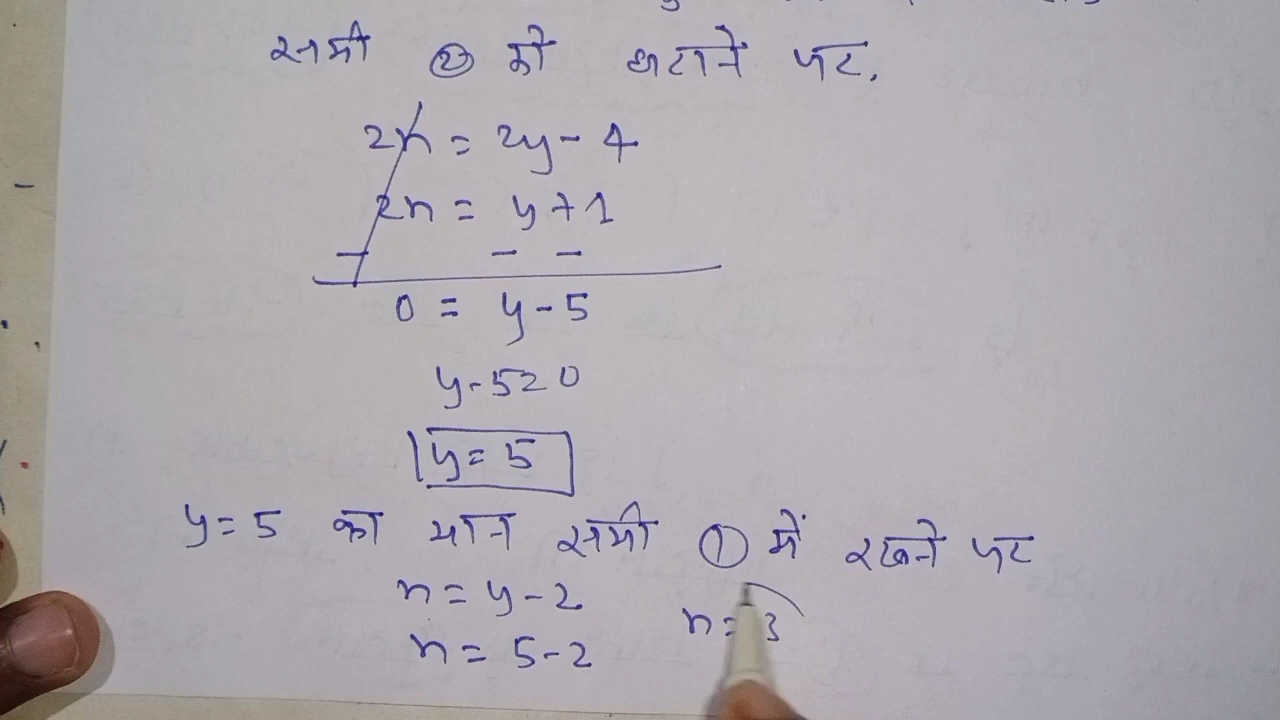 समी ② को घटाने पर,
2x = 2y - 4
2x = y + 1
- - -
0 = y - 5
y - 5 = 0
y = 5
y = 5 का मान समी ① में रखने पर
x = y - 2
x = 5 - 2 x = 3